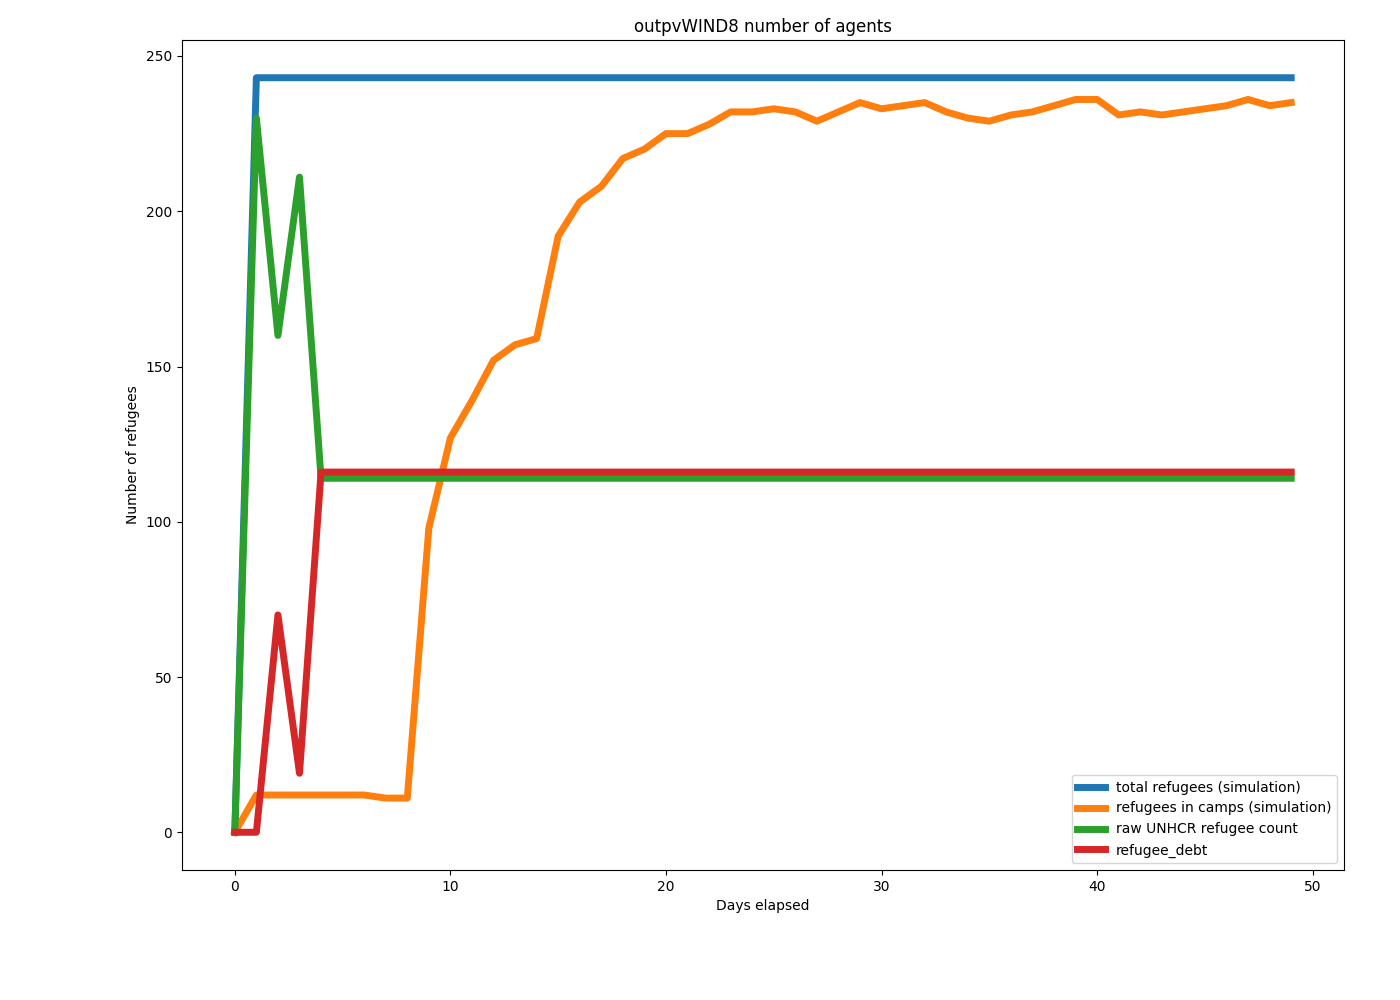 outpvWIND8 number of agents
250
200
150
100
50
0
Number of refugees
0 10 20 30 40 50
Days elapsed
total refugees (simulation)
refugees in camps (simulation)
raw UNHCR refugee count
refugee_debt